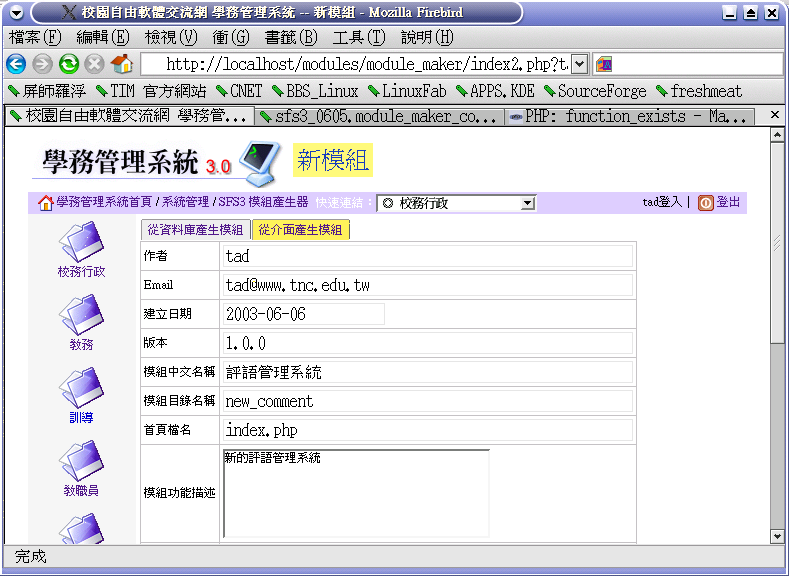 校園自由軟體交流網 學務管理系統 -- 新模組 - Mozilla Firebird
檔案(F) 編輯(E) 檢視(V) 衝(G) 書籤(B) 工具(T) 說明(H)
http://localhost/modules/module_maker/index2.php?t
屏師羅浮 TIM 官方網站 CNET BBS_Linux LinuxFab APPS.KDE SourceForge freshmeat
校園自由軟體交流網 學務管... sfs3_0605.module_maker_co... PHP: function_exists - Ma...
學務管理系統 3.0 新模組
學務管理系統首頁 / 系統管理 / SFS3 模組產生器 快速連結： ◎ 校務行政 tad登入 | 登出
從資料庫產生模組 從介面產生模組
校務行政
教務
訓導
教職員
作者 tad
Email tad@www.tnc.edu.tw
建立日期 2003-06-06
版本 1.0.0
模組中文名稱 評語管理系統
模組目錄名稱 new_comment
首頁檔名 index.php
模組功能描述 新的評語管理系統
完成